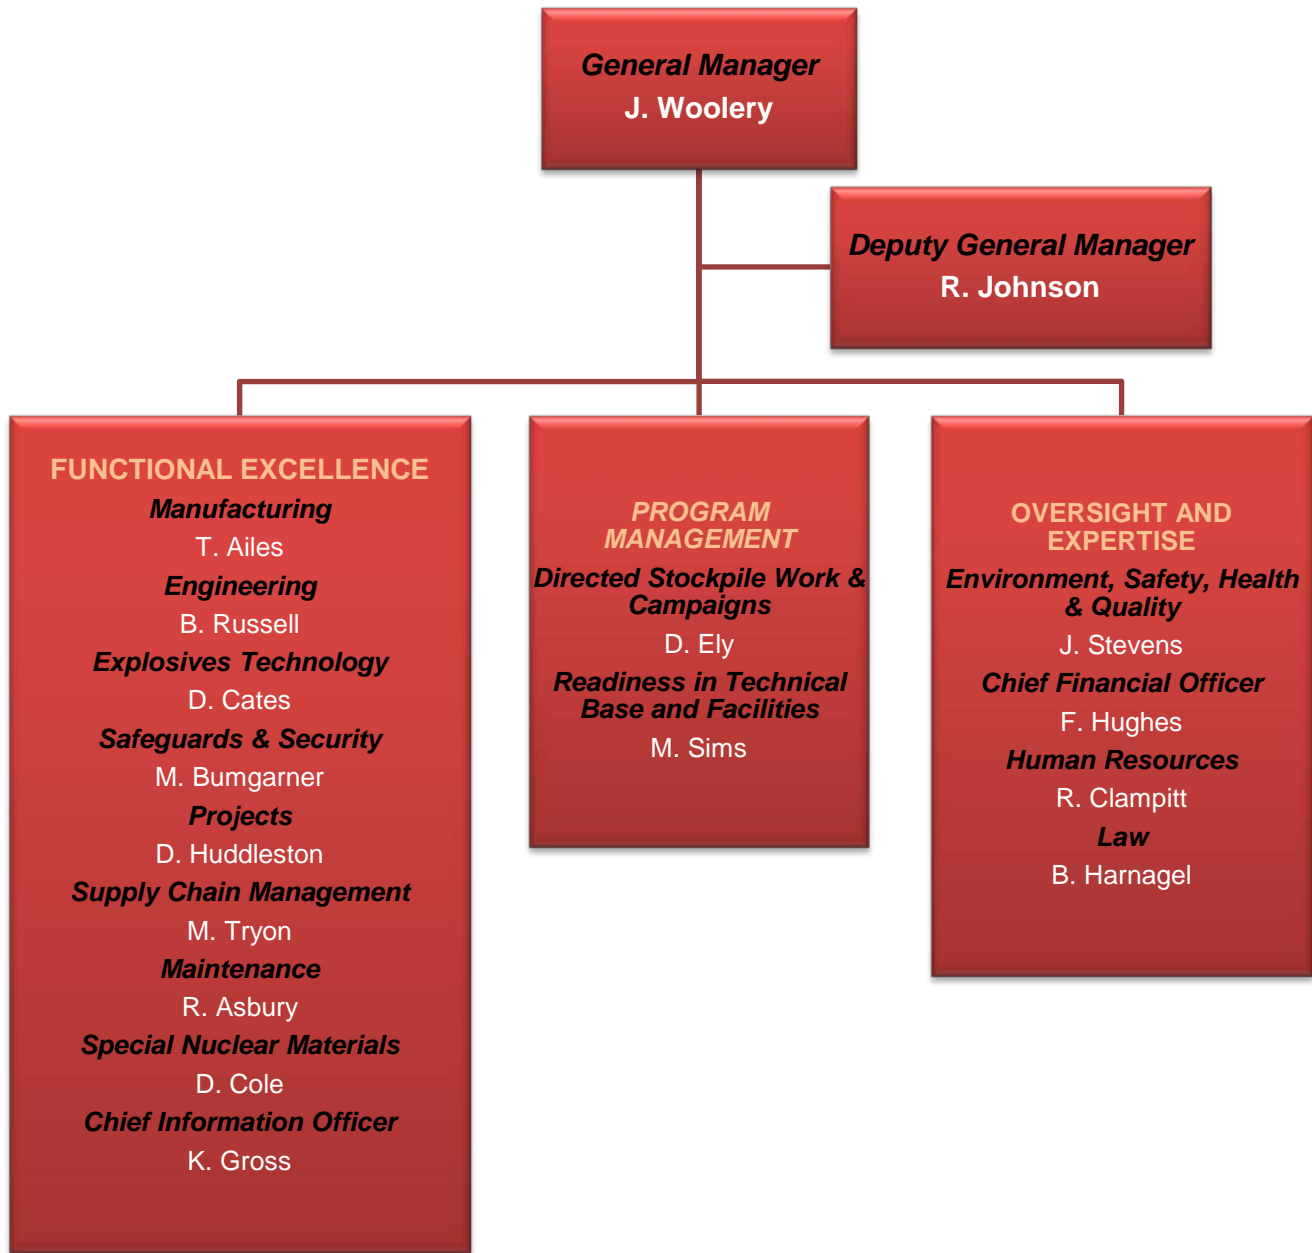 General Manager
J. Woolery
Deputy General Manager
R. Johnson
FUNCTIONAL EXCELLENCE
Manufacturing
T. Ailes
Engineering
B. Russell
Explosives Technology
D. Cates
Safeguards & Security
M. Bumgarner
Projects
D. Huddleston
Supply Chain Management
M. Tryon
Maintenance
R. Asbury
Special Nuclear Materials
D. Cole
Chief Information Officer
K. Gross
PROGRAM
MANAGEMENT
Directed Stockpile Work &
Campaigns
D. Ely
Readiness in Technical
Base and Facilities
M. Sims
OVERSIGHT AND
EXPERTISE
Environment, Safety, Health
& Quality
J. Stevens
Chief Financial Officer
F. Hughes
Human Resources
R. Clampitt
Law
B. Harnagel